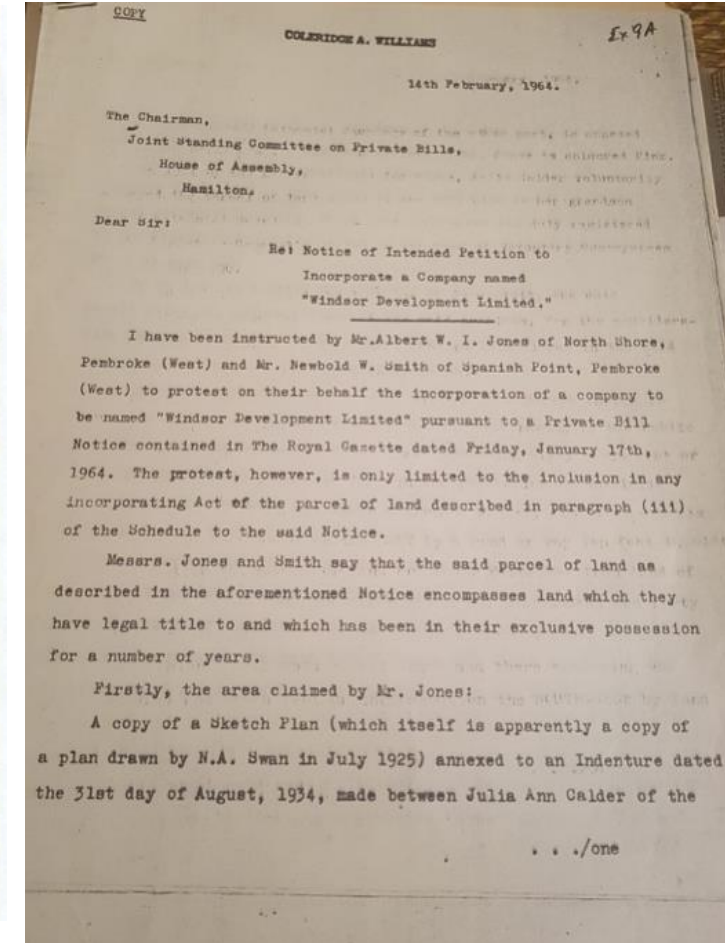 COPY
COLERIDGE A. WILLIAMS
Ex 9A
14th February, 1964.
The Chairman,
Joint Standing Committee on Private Bills,
House of Assembly,
Hamilton.
Dear Sir:
Re: Notice of Intended Petition to
Incorporate a Company named
"Windsor Development Limited."
I have been instructed by Mr.Albert W. I. Jones of North Shore,
Pembroke (West) and Mr. Newbold W. Smith of Spanish Point, Pembroke
(West) to protest on their behalf the incorporation of a company to
be named "Windsor Development Limited" pursuant to a Private Bill
Notice contained in The Royal Gazette dated Friday, January 17th,
1964. The protest, however, is only limited to the inclusion in any
incorporating Act of the parcel of land described in paragraph (iii)
of the Schedule to the said Notice.
Messrs. Jones and Smith say that the said parcel of land as
described in the aforementioned Notice encompasses land which they
have legal title to and which has been in their exclusive possession
for a number of years.
Firstly, the area claimed by Mr. Jones:
A copy of a Sketch Plan (which itself is apparently a copy of
a plan drawn by N.A. Swan in July 1925) annexed to an Indenture dated
the 31st day of August, 1934, made between Julia Ann Calder of the
. . ./one